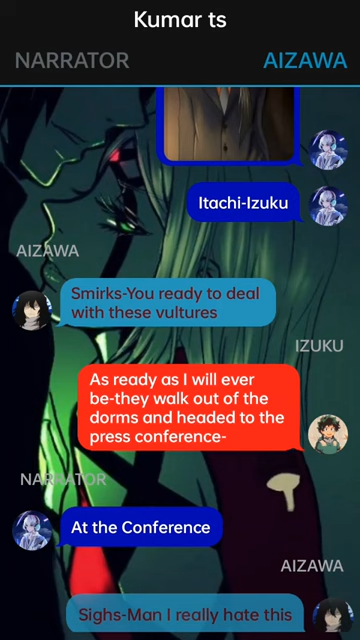 Kumar ts
NARRATOR
AIZAWA
Itachi-Izuku
AIZAWA
Smirks-You ready to deal
with these vultures
IZUKU
As ready as I will ever
be-they walk out of the
dorms and headed to the
press conference-
NARRATOR
At the Conference
AIZAWA
Sighs-Man I really hate this